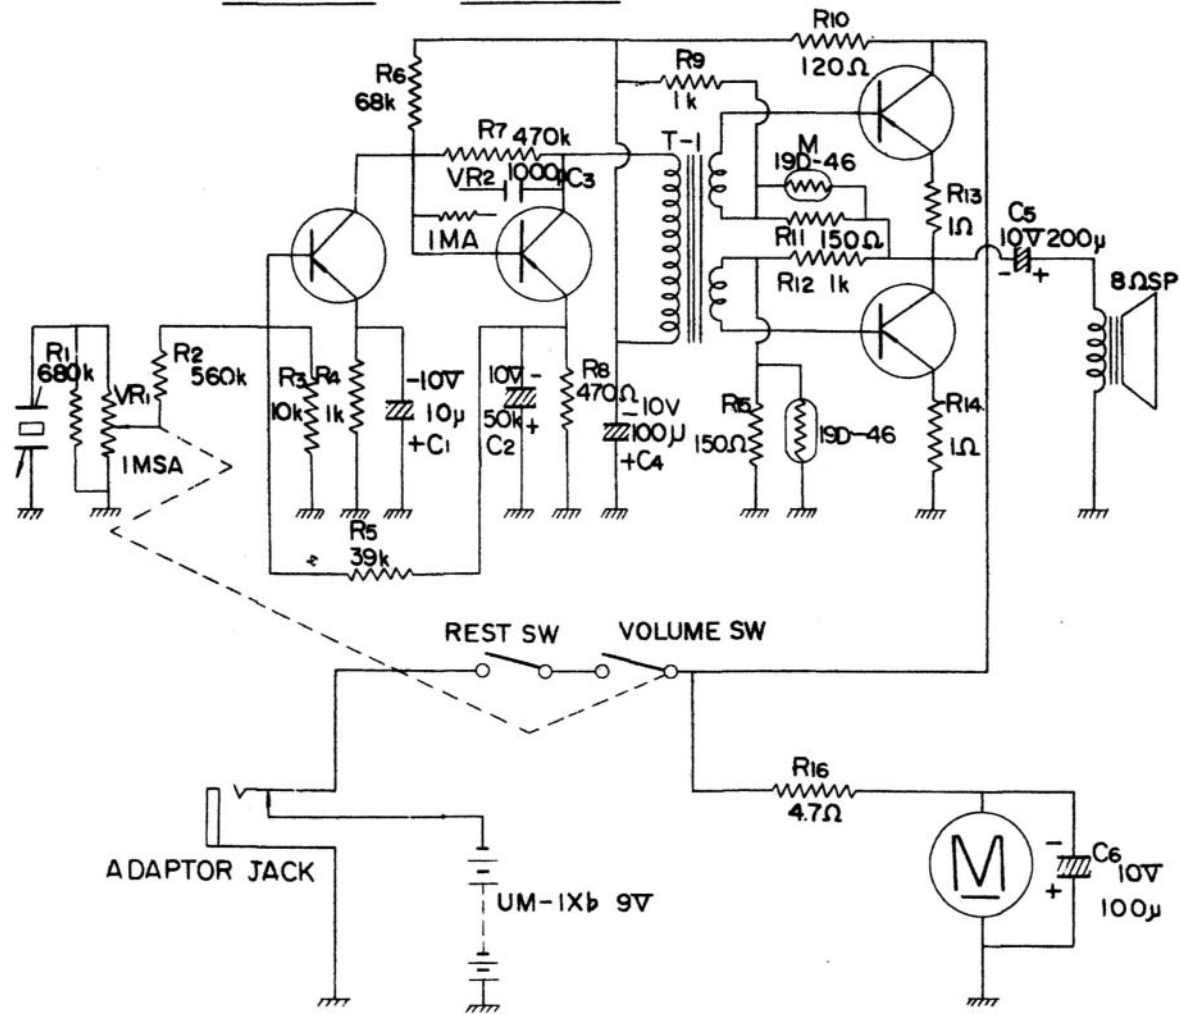 R10
120Ω
R9
1k
R6
68k
R7 470k
1000p C3
VR2
1MA
T-1
M
19D-46
R11 150Ω
R12 1k
R13
1Ω
C5
10V 200μ
- +
8ΩSP
R1
680k
VR1
1MSA
R2
560k
R3
10k
R4
1k
-10V
10μ
+C1
10V -
50k +
C2
R8
470Ω
-10V
100μ
+C4
R15
150Ω
19D-46
R14
1Ω
R5
39k
REST SW
VOLUME SW
R16
4.7Ω
ADAPTOR JACK
UM-1Xb 9V
M
-
+
C6
10V
100μ